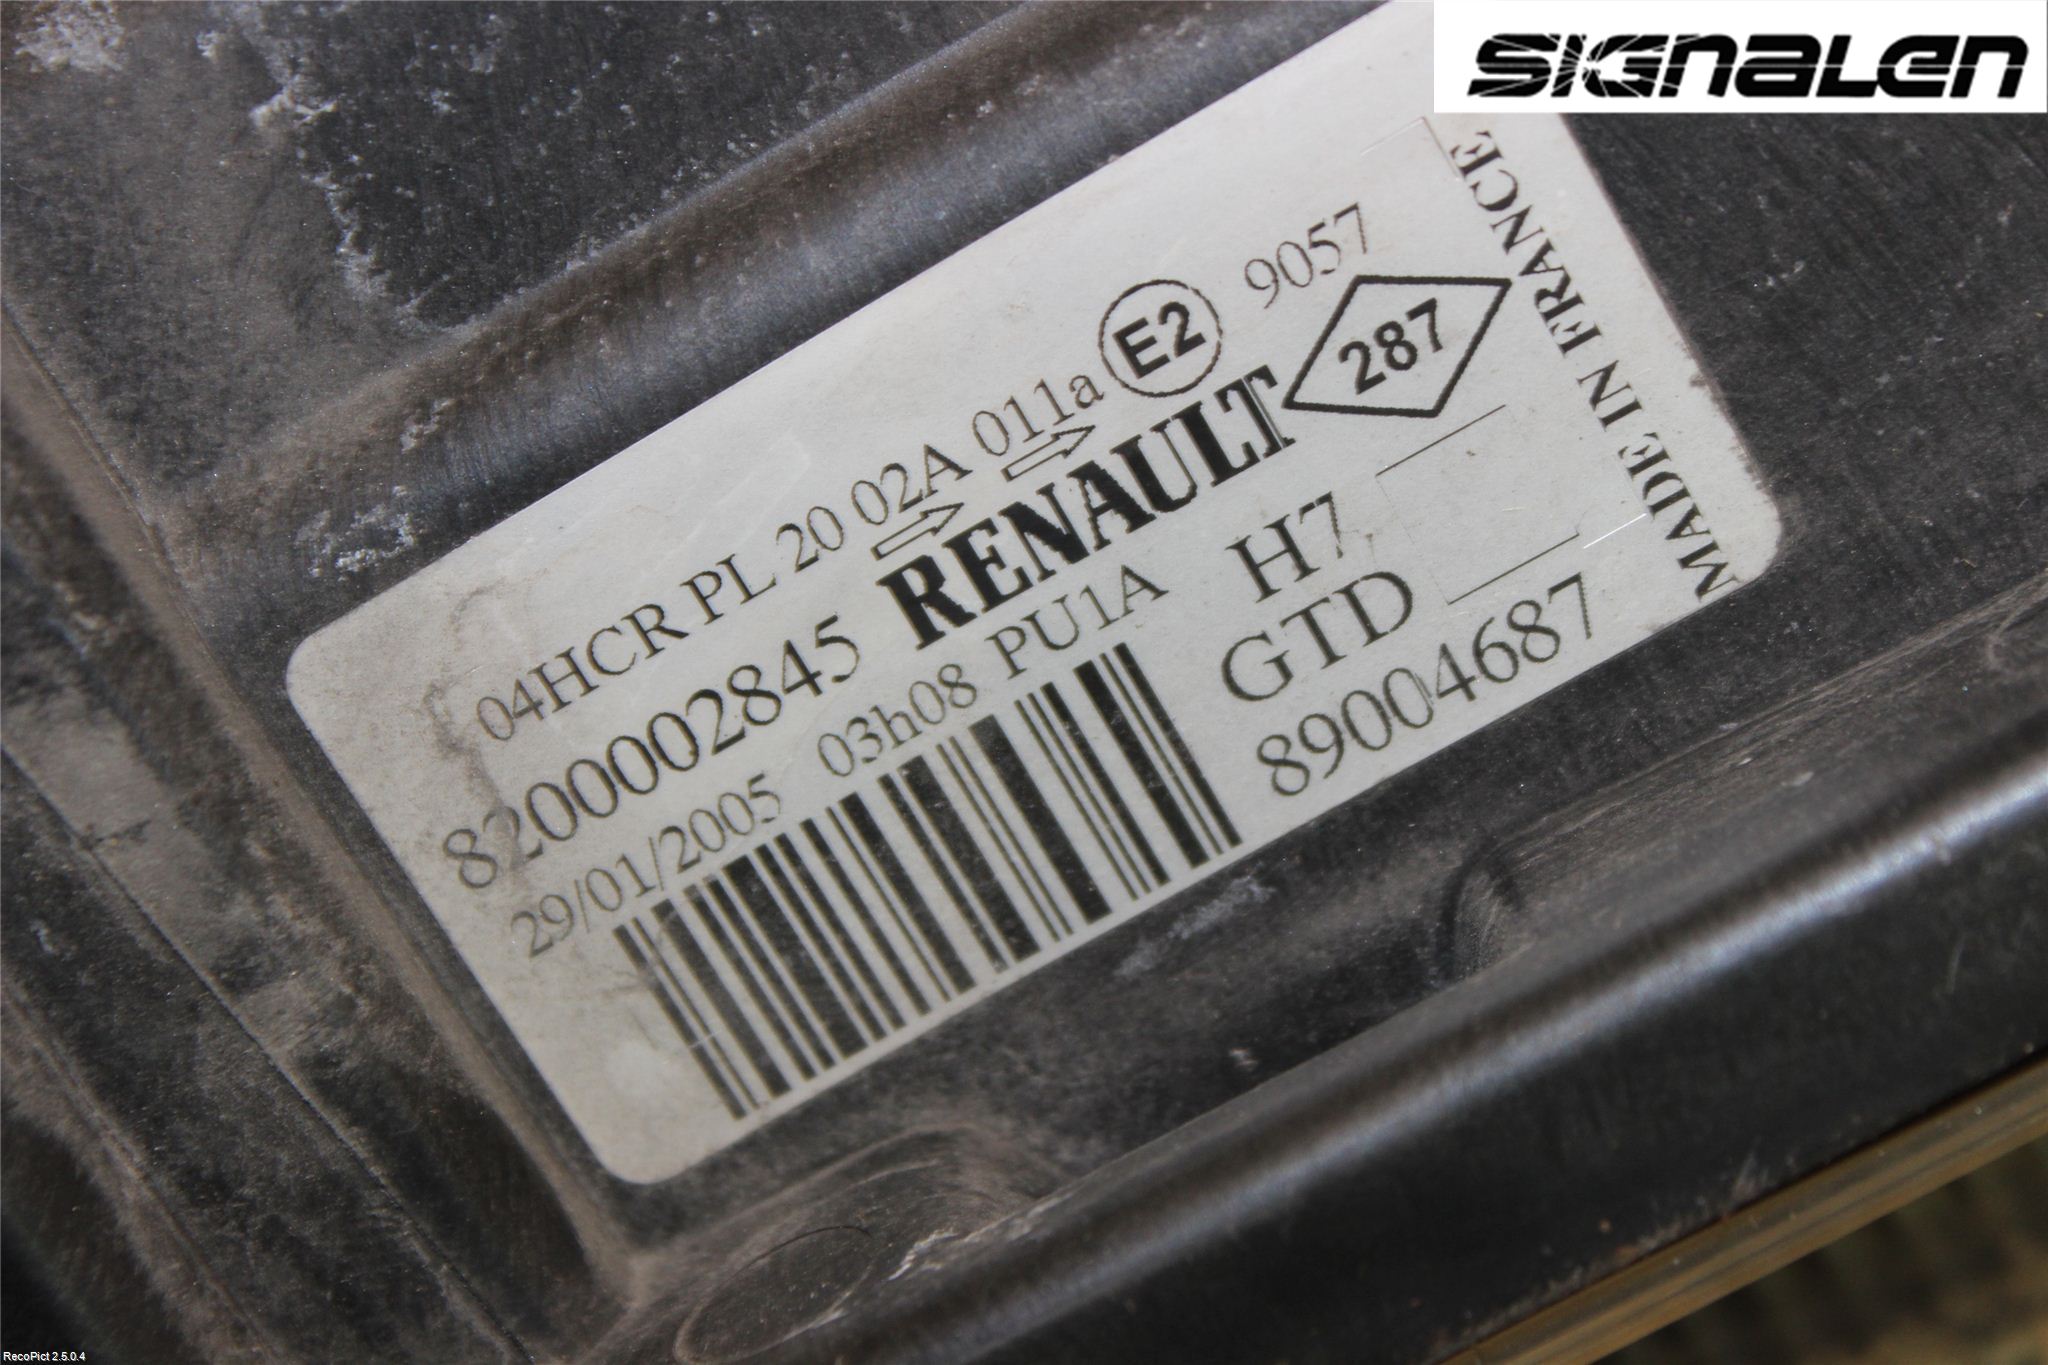 SIGNALEN
04HCR PL 20 02A 011a E2 9057
8200002845 RENAULT 287
29/01/2005 03h08 PU1A H7
GTD
89004687
MADE IN FRANCE
RecoPict 2.5.0.4